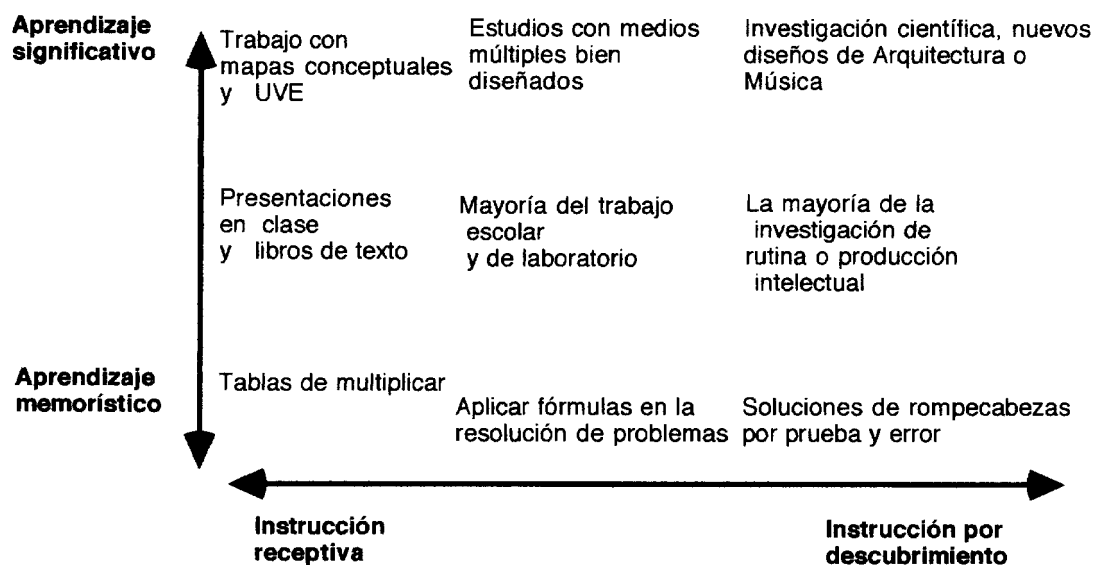 Aprendizaje
significativo
Trabajo con
mapas conceptuales
y UVE
Estudios con medios
múltiples bien
diseñados
Investigación científica, nuevos
diseños de Arquitectura o
Música
Presentaciones
en clase
y libros de texto
Mayoría del trabajo
escolar
y de laboratorio
La mayoría de la
investigación de
rutina o producción
intelectual
Aprendizaje
memorístico
Tablas de multiplicar
Aplicar fórmulas en la
resolución de problemas
Soluciones de rompecabezas
por prueba y error
Instrucción
receptiva
Instrucción por
descubrimiento